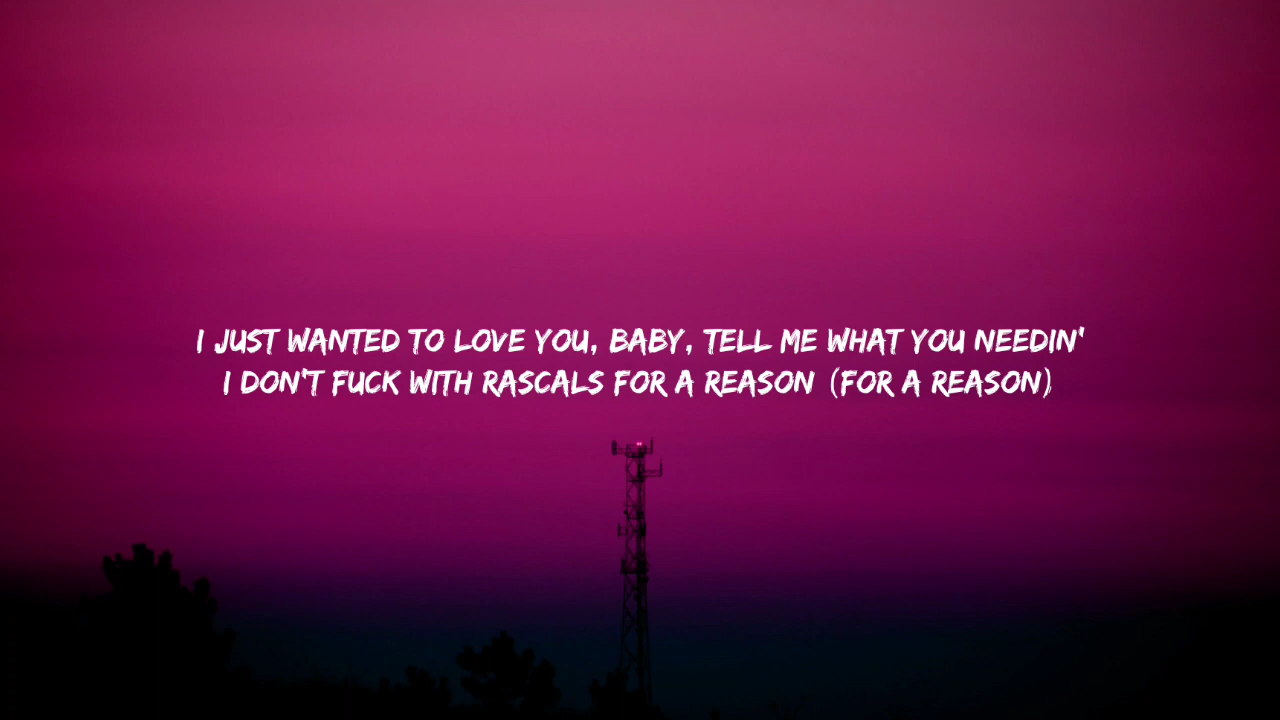 I JUST WANTED TO LOVE YOU, BABY, TELL ME WHAT YOU NEEDIN'
I DON'T FUCK WITH RASCALS FOR A REASON (FOR A REASON)